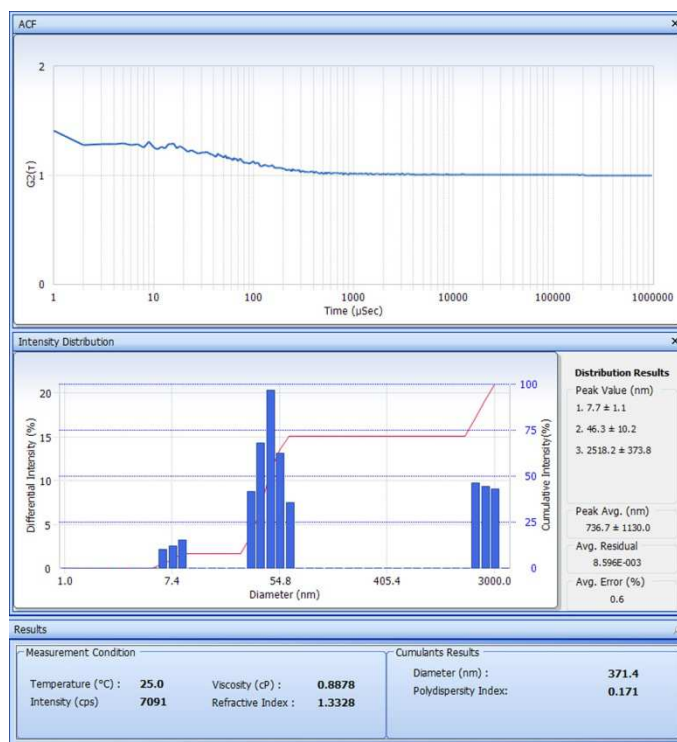 ACF
2
G2(τ)
1
0
1 10 100 1000 10000 100000 1000000
Time (µSec)
Intensity Distribution
20
15
10
5
0
Differential Intensity (%)
100
75
50
25
0
Cumulative Intensity(%)
1.0 7.4 54.8 405.4 3000.0
Diameter (nm)
Distribution Results
Peak Value (nm)
1. 7.7 ± 1.1
2. 46.3 ± 10.2
3. 2518.2 ± 373.8
Peak Avg. (nm)
736.7 ± 1130.0
Avg. Residual
8.596E-003
Avg. Error (%)
0.6
Results
Measurement Condition
Temperature (°C) : 25.0 Viscosity (cP) : 0.8878
Intensity (cps) 7091 Refractive Index : 1.3328
Cumulants Results
Diameter (nm) : 371.4
Polydispersity Index: 0.171